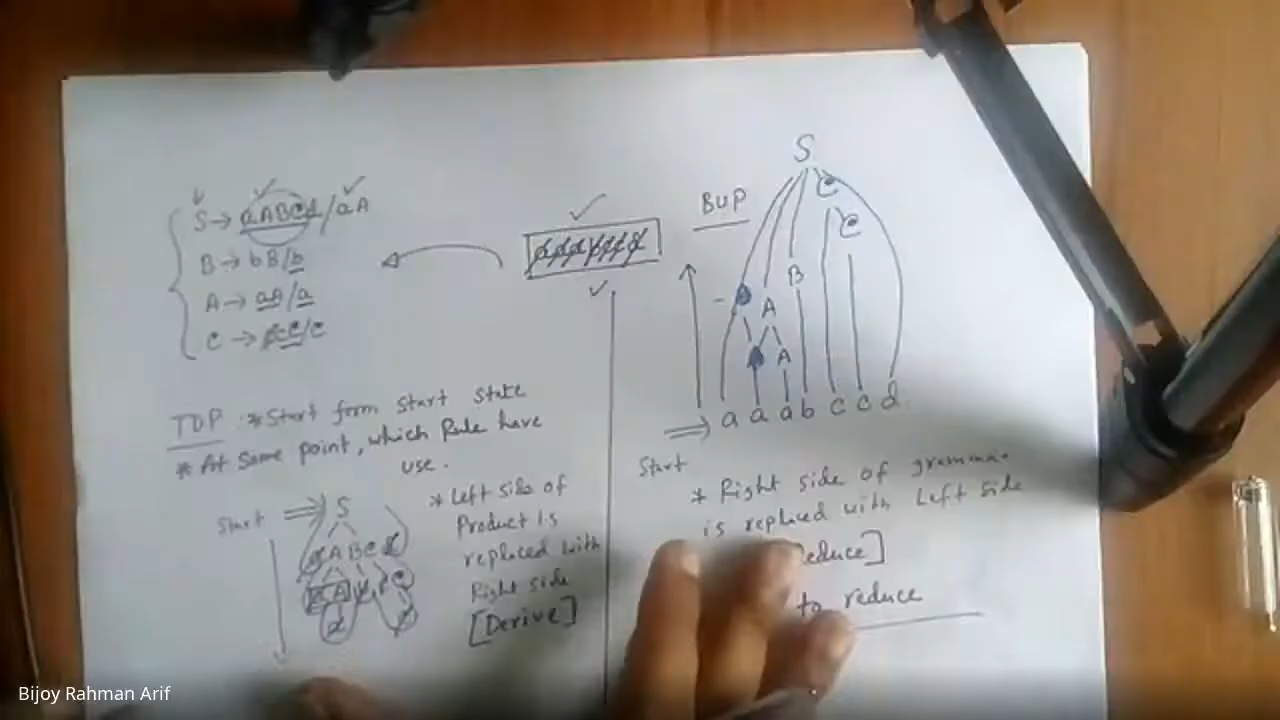 S → aABCd/aA
B → bB/b
A → aA/a
C → cC/c
TDP : * Start from start state
* At Some point, which Rule have
use.
Start ⇒ S
aABCd
* Left side of
Product is
replaced with
Right side
[Derive]
BUP
S
C
C
B
A
A
a a a b c c d
Start
* Right side of grammar
is replaced with Left side
to reduce
Bijoy Rahman Arif